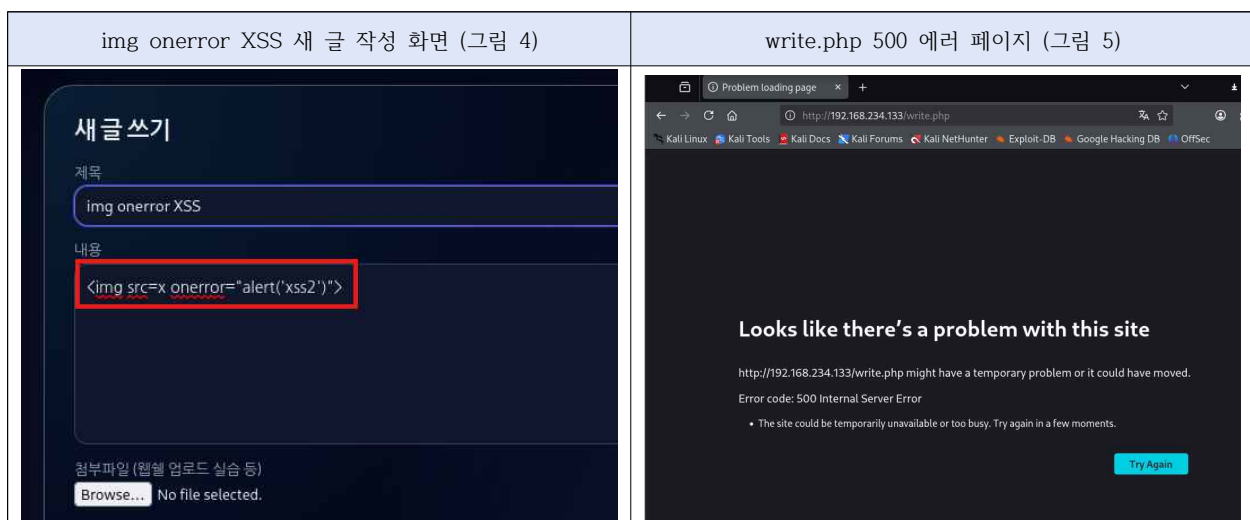 img onerror XSS 새 글 작성 화면 (그림 4)
write.php 500 에러 페이지 (그림 5)
새 글 쓰기
제목
img onerror XSS
내용
<img src=x onerror="alert('xss2')">
첨부파일 (웹쉘 업로드 실습 등)
Browse... No file selected.
Problem loading page
http://192.168.234.133/write.php
Kali Linux Kali Tools Kali Docs Kali Forums Kali NetHunter Exploit-DB Google Hacking DB OffSec
Looks like there's a problem with this site
http://192.168.234.133/write.php might have a temporary problem or it could have moved.
Error code: 500 Internal Server Error
• The site could be temporarily unavailable or too busy. Try again in a few moments.
Try Again